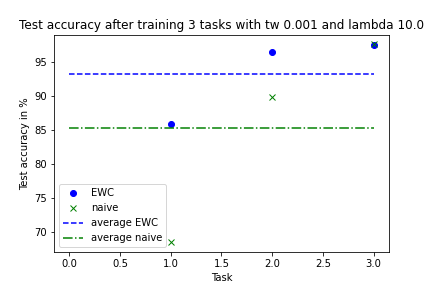 Test accuracy after training 3 tasks with tw 0.001 and lambda 10.0
95
90
85
80
75
70
Test accuracy in %
EWC
naive
average EWC
average naive
0.0 0.5 1.0 1.5 2.0 2.5 3.0
Task